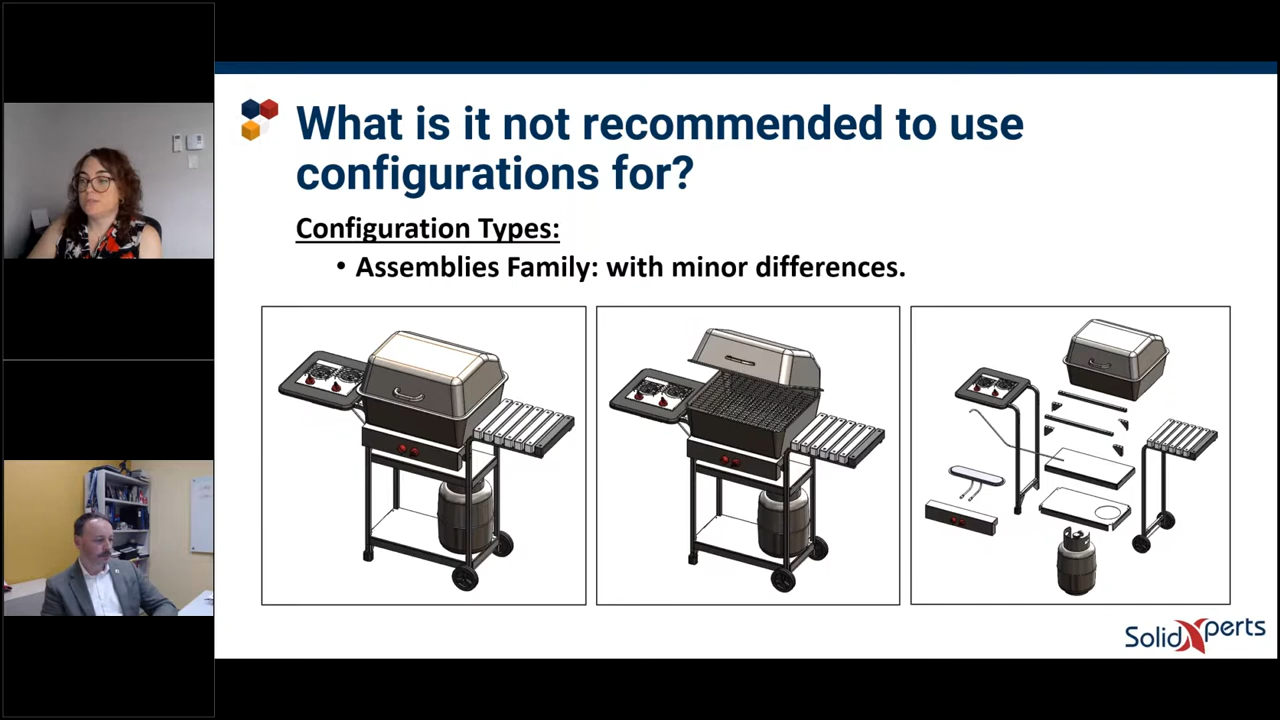 What is it not recommended to use
configurations for?
Configuration Types:
• Assemblies Family: with minor differences.
SolidXperts